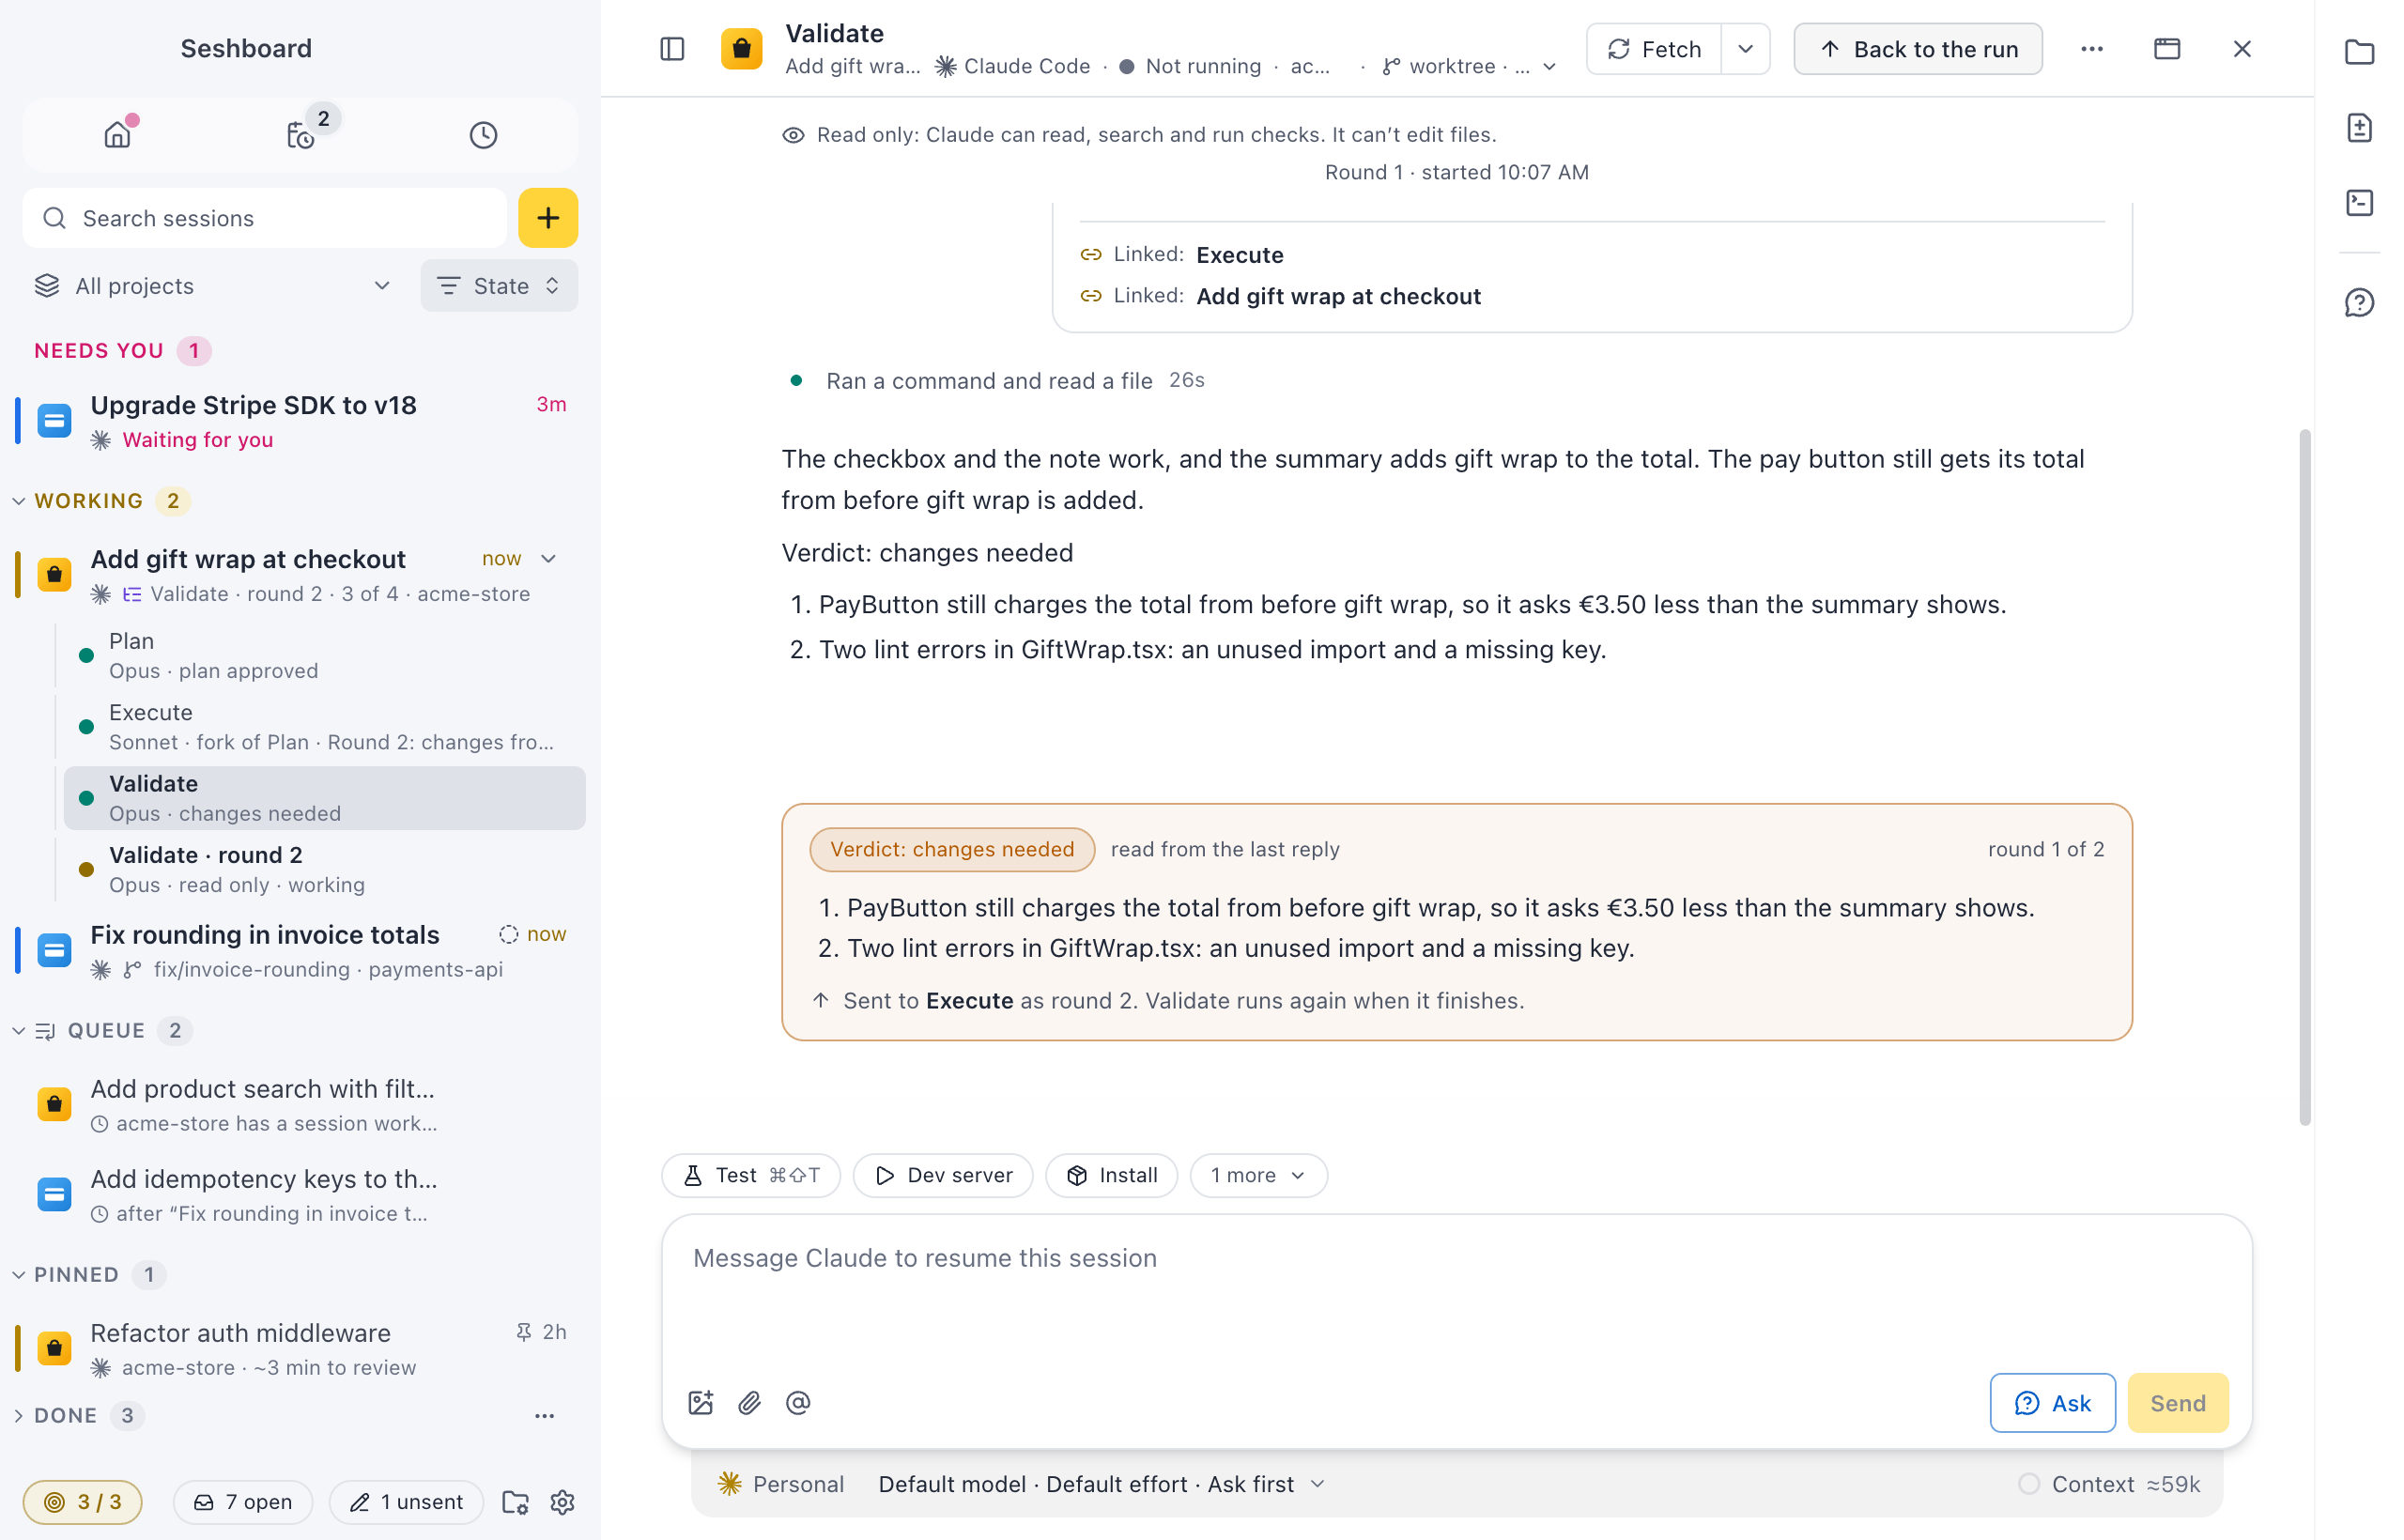 Seshboard
2
Search sessions
All projects
State
NEEDS YOU 1
Upgrade Stripe SDK to v18
3m
Waiting for you
WORKING 2
Add gift wrap at checkout
now
Validate · round 2 · 3 of 4 · acme-store
Plan
Opus · plan approved
Execute
Sonnet · fork of Plan · Round 2: changes fro...
Validate
Opus · changes needed
Validate · round 2
Opus · read only · working
Fix rounding in invoice totals
now
fix/invoice-rounding · payments-api
QUEUE 2
Add product search with filt...
acme-store has a session work...
Add idempotency keys to th...
after “Fix rounding in invoice t...
PINNED 1
Refactor auth middleware
2h
acme-store · ~3 min to review
DONE 3
3 / 3
7 open
1 unsent
Validate
Add gift wra... Claude Code · Not running · ac... · worktree · ...
Fetch
Back to the run
Read only: Claude can read, search and run checks. It can’t edit files.
Round 1 · started 10:07 AM
Linked: Execute
Linked: Add gift wrap at checkout
Ran a command and read a file 26s
The checkbox and the note work, and the summary adds gift wrap to the total. The pay button still gets its total
from before gift wrap is added.
Verdict: changes needed
1. PayButton still charges the total from before gift wrap, so it asks €3.50 less than the summary shows.
2. Two lint errors in GiftWrap.tsx: an unused import and a missing key.
Verdict: changes needed
read from the last reply
round 1 of 2
1. PayButton still charges the total from before gift wrap, so it asks €3.50 less than the summary shows.
2. Two lint errors in GiftWrap.tsx: an unused import and a missing key.
Sent to Execute as round 2. Validate runs again when it finishes.
Test ⌘⇧T
Dev server
Install
1 more
Message Claude to resume this session
Ask
Send
Personal
Default model · Default effort · Ask first
Context ≈59k